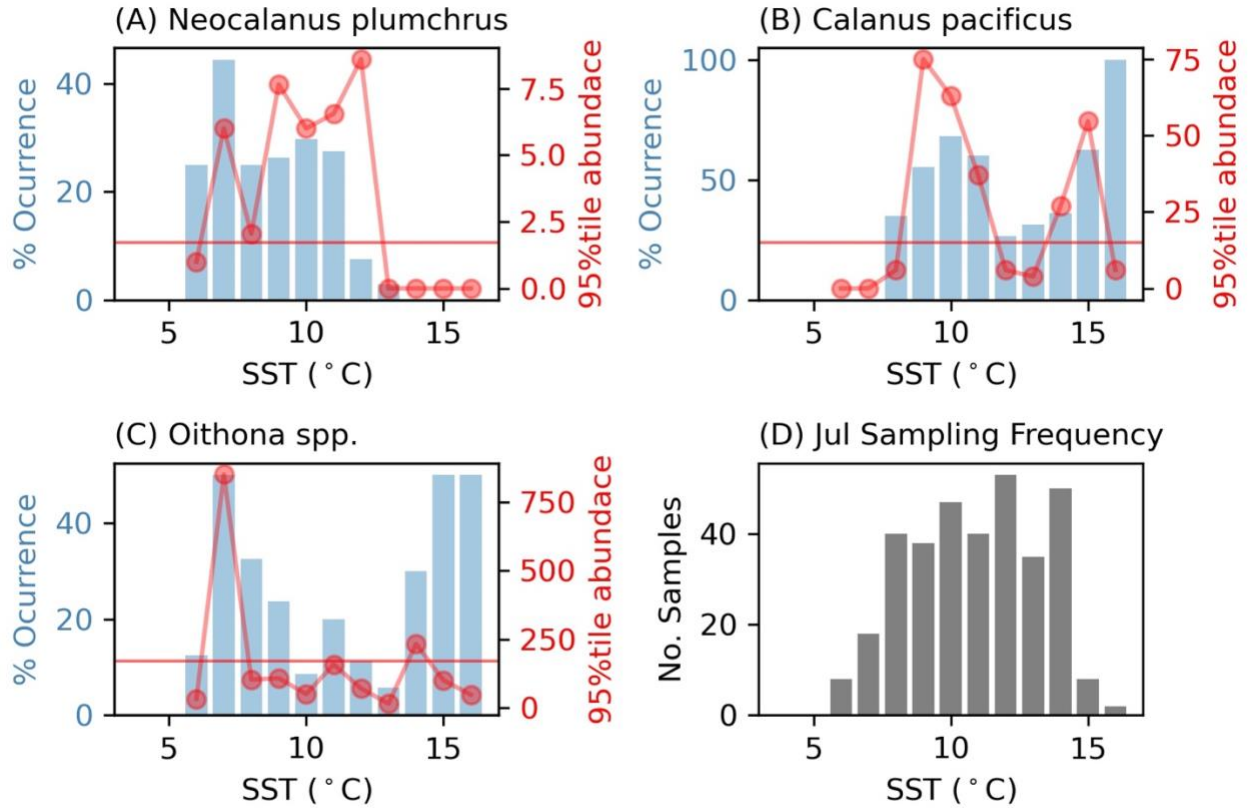 (A) Neocalanus plumchrus
% Ocurrence
40
20
0
7.5
5.0
2.5
0.0
95%tile abundace
5 10 15
SST (°C)
(B) Calanus pacificus
% Ocurrence
100
50
0
75
50
25
0
95%tile abundace
5 10 15
SST (°C)
(C) Oithona spp.
% Ocurrence
40
20
0
750
500
250
0
95%tile abundace
5 10 15
SST (°C)
(D) Jul Sampling Frequency
No. Samples
40
20
0
5 10 15
SST (°C)